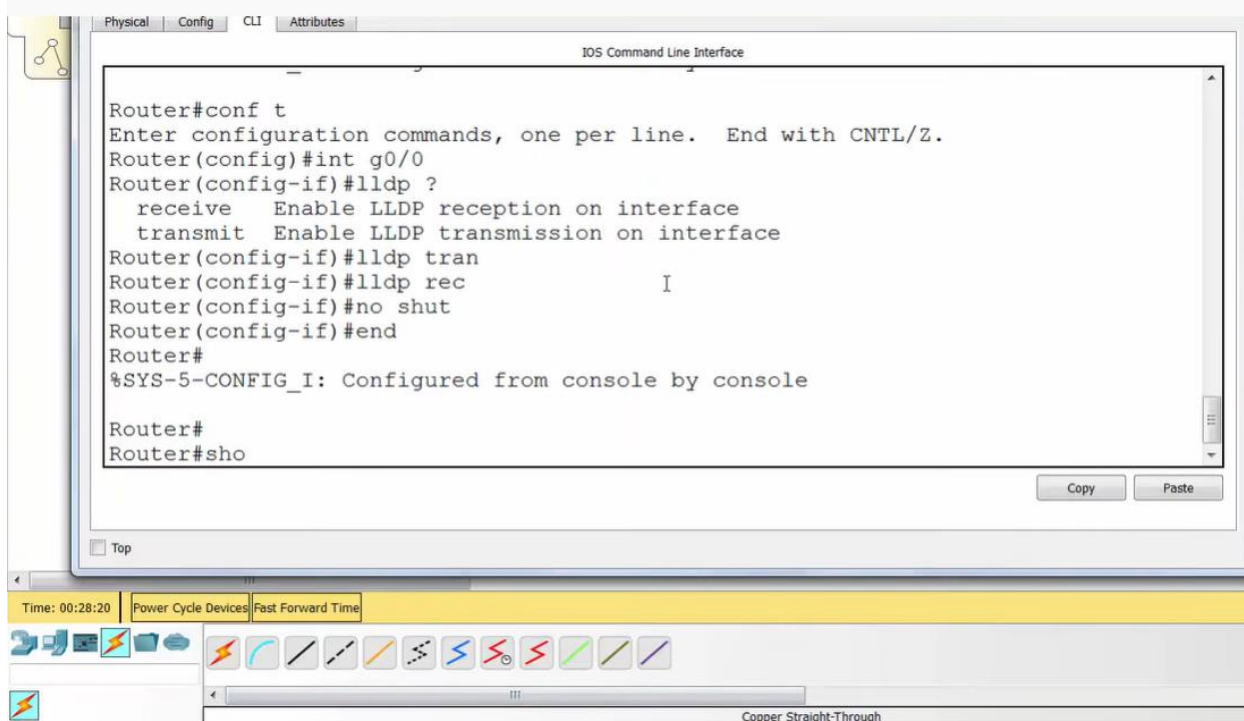 Physical Config CLI Attributes
IOS Command Line Interface
Router#conf t
Enter configuration commands, one per line.  End with CNTL/Z.
Router(config)#int g0/0
Router(config-if)#lldp ?
  receive   Enable LLDP reception on interface
  transmit  Enable LLDP transmission on interface
Router(config-if)#lldp tran
Router(config-if)#lldp rec
Router(config-if)#no shut
Router(config-if)#end
Router#
%SYS-5-CONFIG_I: Configured from console by console
Router#
Router#sho
Copy Paste
Top
Time: 00:28:20 Power Cycle Devices Fast Forward Time
Copper Straight-Through